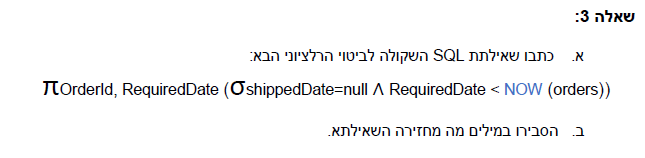 שאלה 3:
א. כתבו שאילתת SQL השקולה לביטוי הרלציוני הבא:
πOrderId, RequiredDate (σshippedDate=null Λ RequiredDate < NOW (orders))
ב. הסבירו במילים מה מחזירה השאילתא.